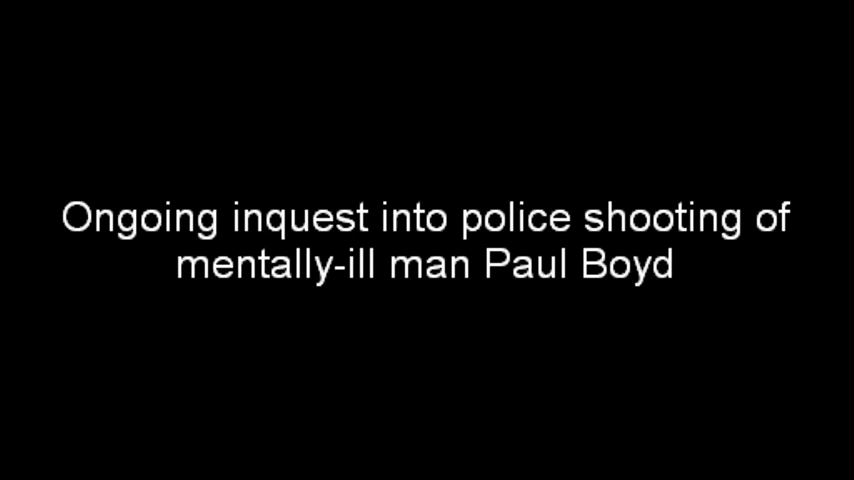 Ongoing inquest into police shooting of
mentally-ill man Paul Boyd